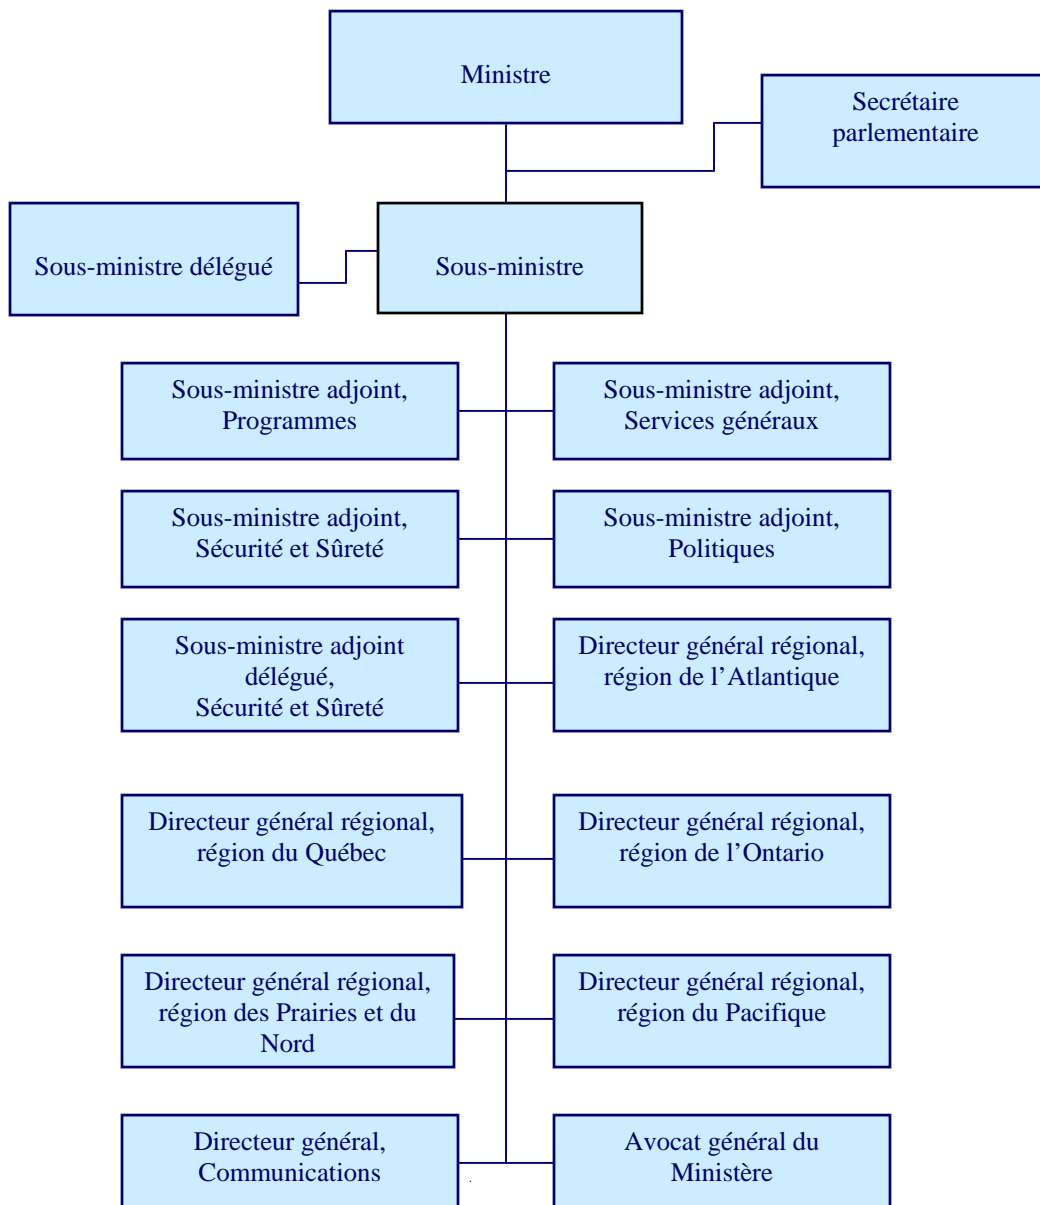 Ministre
Secrétaire
parlementaire
Sous-ministre délégué
Sous-ministre
Sous-ministre adjoint,
Programmes
Sous-ministre adjoint,
Services généraux
Sous-ministre adjoint,
Sécurité et Sûreté
Sous-ministre adjoint,
Politiques
Sous-ministre adjoint
délégué,
Sécurité et Sûreté
Directeur général régional,
région de l’Atlantique
Directeur général régional,
région du Québec
Directeur général régional,
région de l’Ontario
Directeur général régional,
région des Prairies et du
Nord
Directeur général régional,
région du Pacifique
Directeur général,
Communications
Avocat général du
Ministère